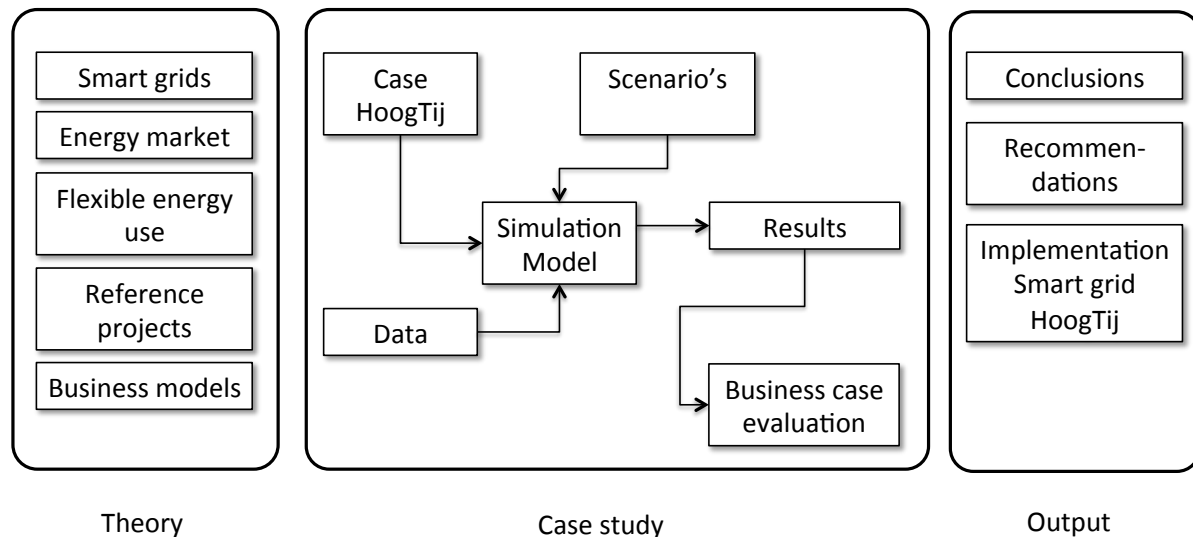 Smart grids
Energy market
Flexible energy
use
Reference
projects
Business models
Theory
Case
HoogTij
Scenario's
Simulation
Model
Results
Data
Business case
evaluation
Case study
Conclusions
Recommen-
dations
Implementation
Smart grid
HoogTij
Output